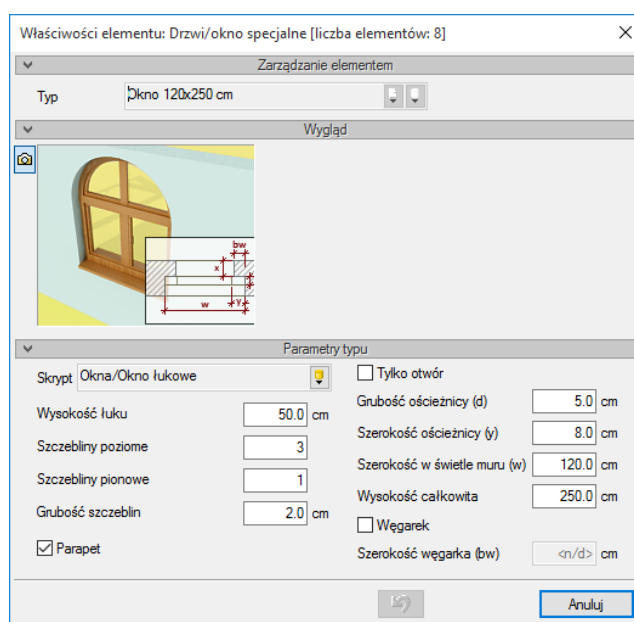 Właściwości elementu: Drzwi/okno specjalne [liczba elementów: 8]
Zarządzanie elementem
Typ Okno 120x250 cm
Wygląd
bw
x
w
y
Parametry typu
Skrypt Okna/Okno łukowe
Wysokość łuku 50.0 cm
Szczebliny poziome 3
Szczebliny pionowe 1
Grubość szczeblin 2.0 cm
Parapet
Tylko otwór
Grubość ościeżnicy (d) 5.0 cm
Szerokość ościeżnicy (y) 8.0 cm
Szerokość w świetle muru (w) 120.0 cm
Wysokość całkowita 250.0 cm
Węgarek
Szerokość węgarka (bw) <n/d> cm
Anuluj